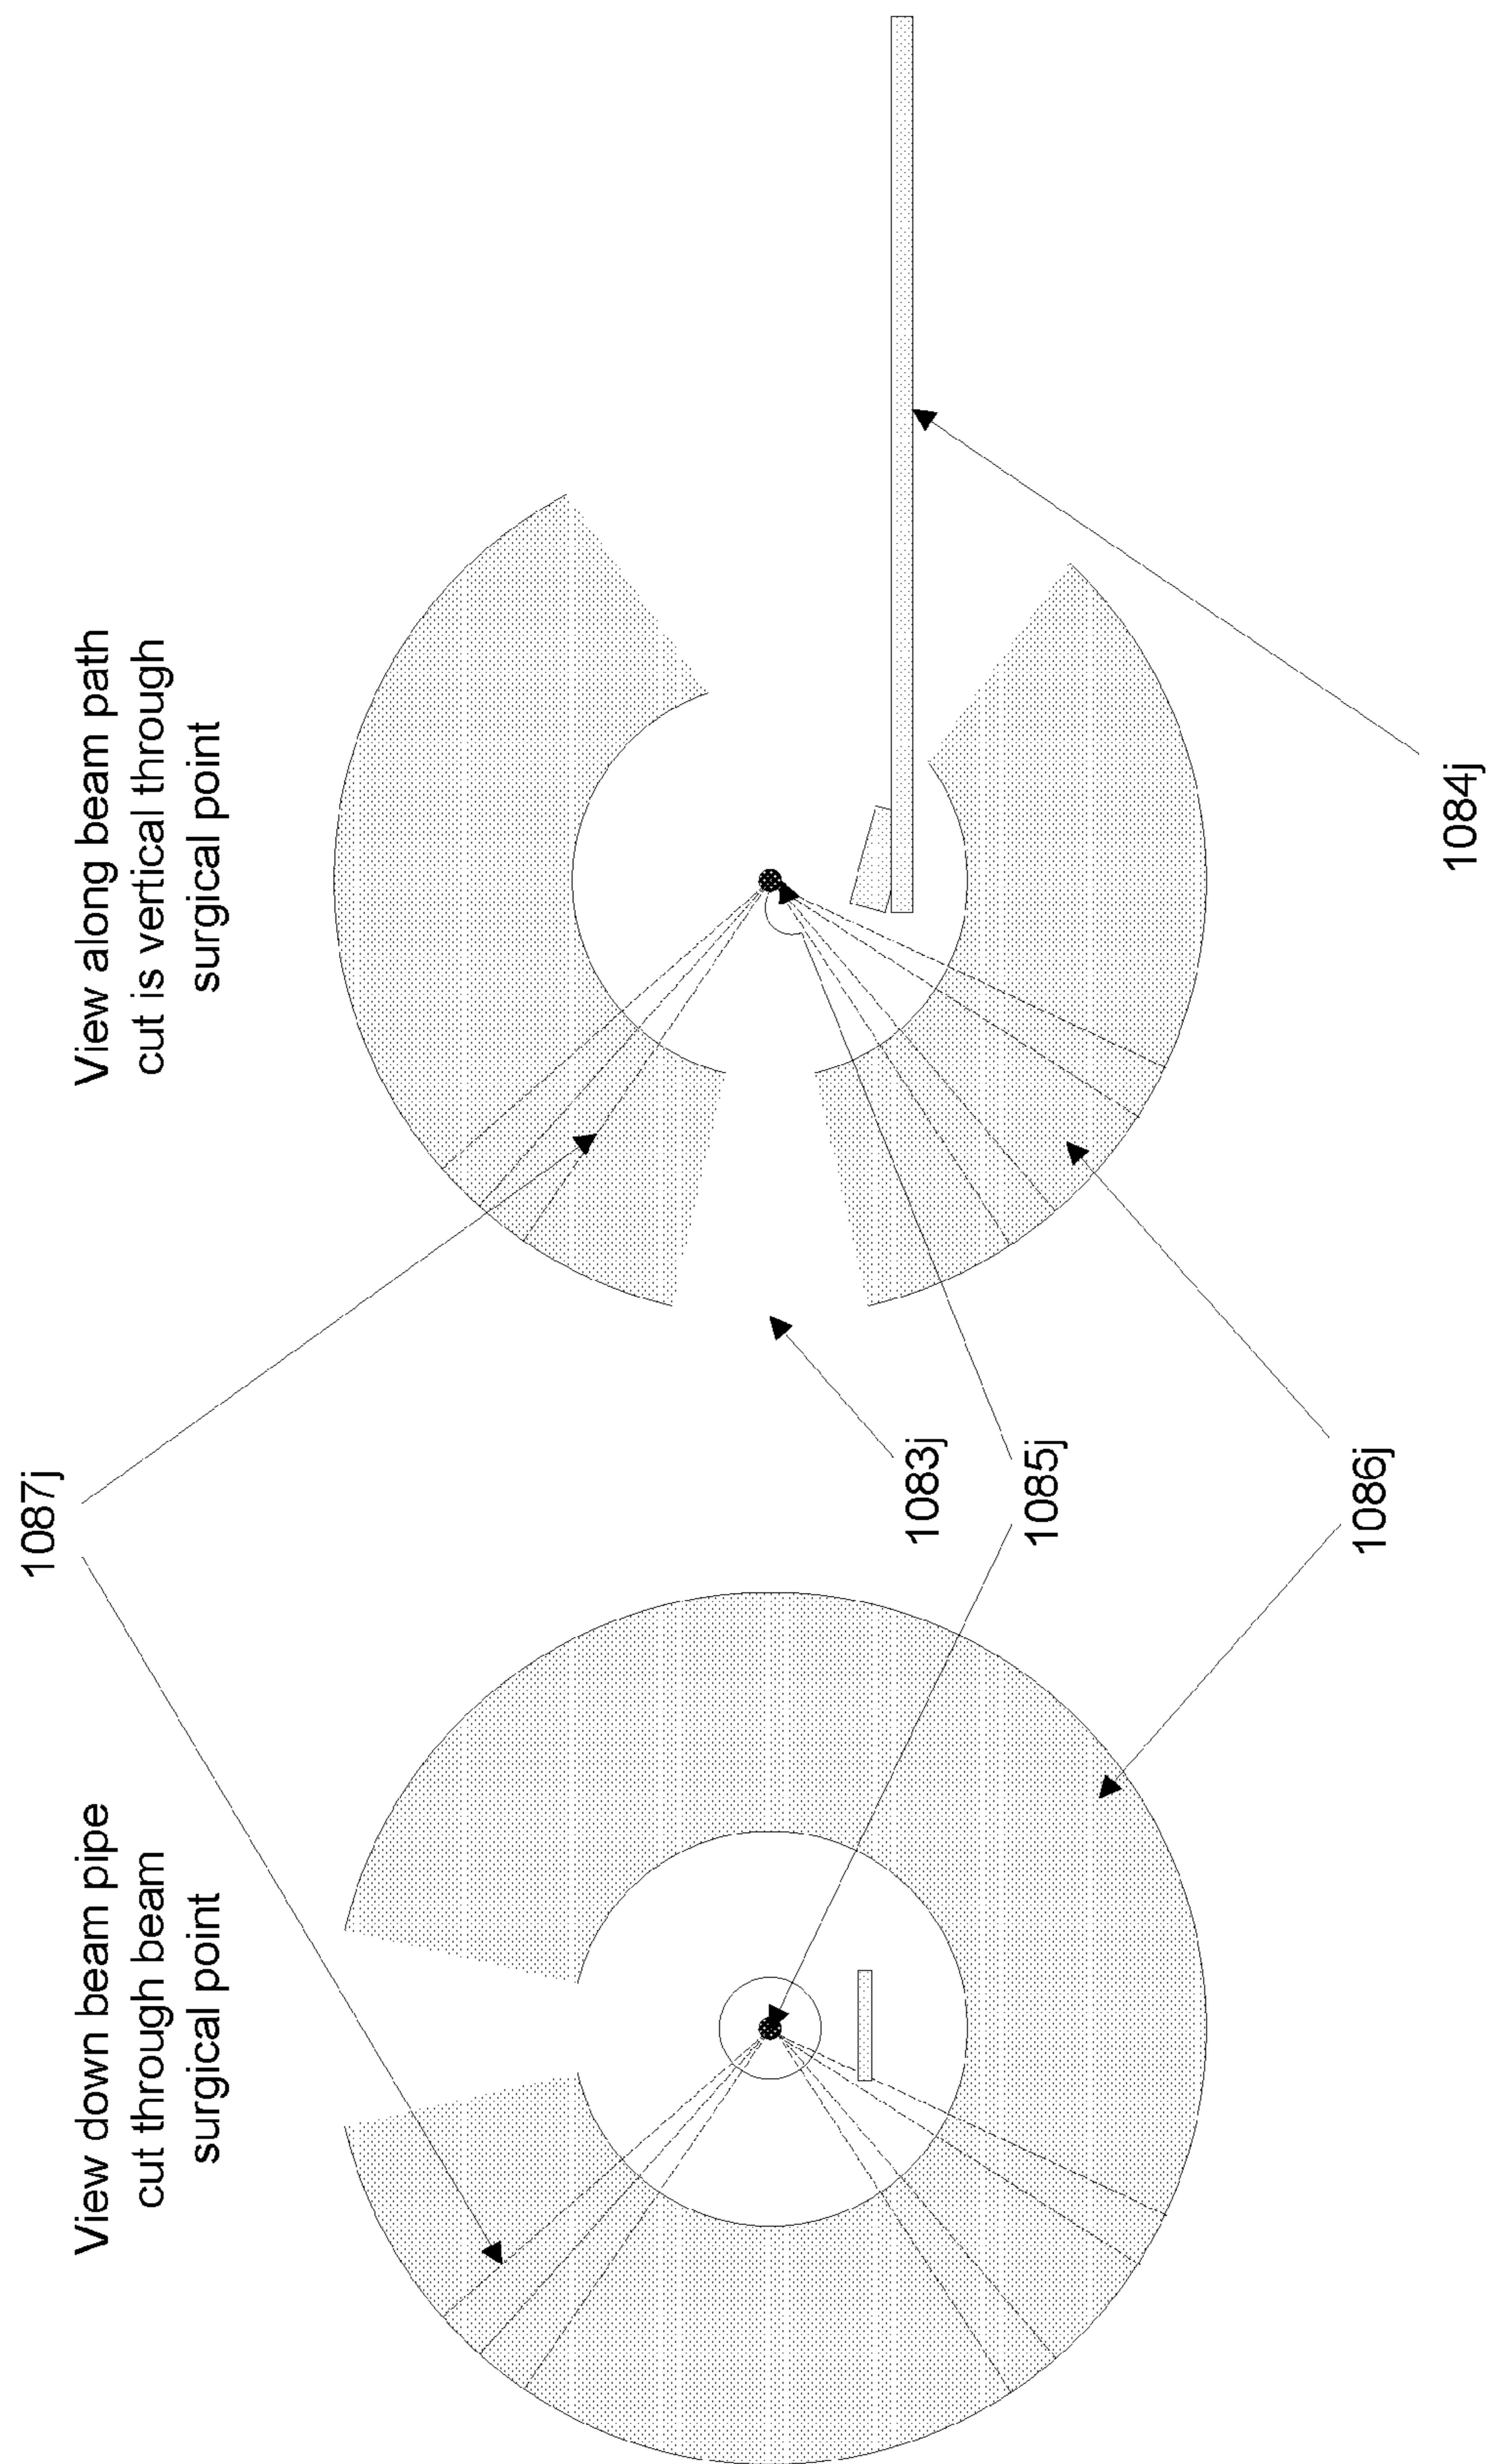 View down beam pipe
cut through beam
surgical point
View along beam path
cut is vertical through
surgical point
1087j
1083j
1085j
1086j
1084j